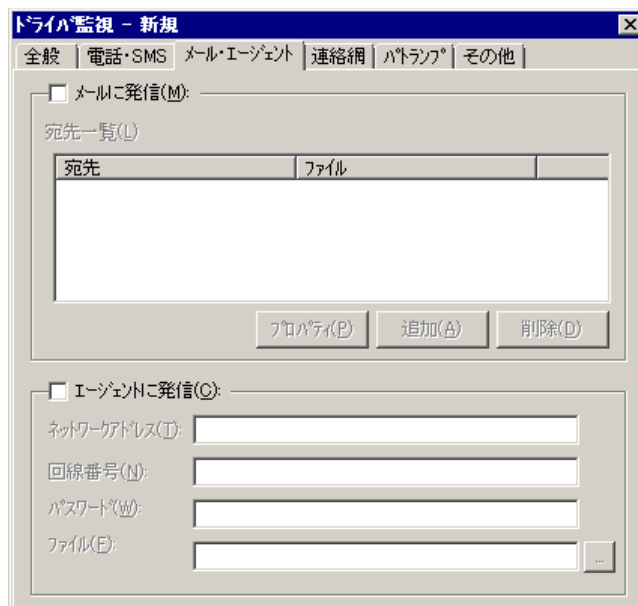 ﾄﾞﾗｲﾊﾞ監視 - 新規
全般 電話・SMS ﾒｰﾙ・ｴｰｼﾞｪﾝﾄ 連絡網 ﾊﾟﾄﾗﾝﾌﾟ その他
ﾒｰﾙに発信(M):
宛先一覧(L)
宛先 ﾌｧｲﾙ
ﾌﾟﾛﾊﾟﾃｨ(P) 追加(A) 削除(D)
ｴｰｼﾞｪﾝﾄに発信(C):
ﾈｯﾄﾜｰｸｱﾄﾞﾚｽ(T):
回線番号(N):
ﾊﾟｽﾜｰﾄﾞ(W):
ﾌｧｲﾙ(F):
...